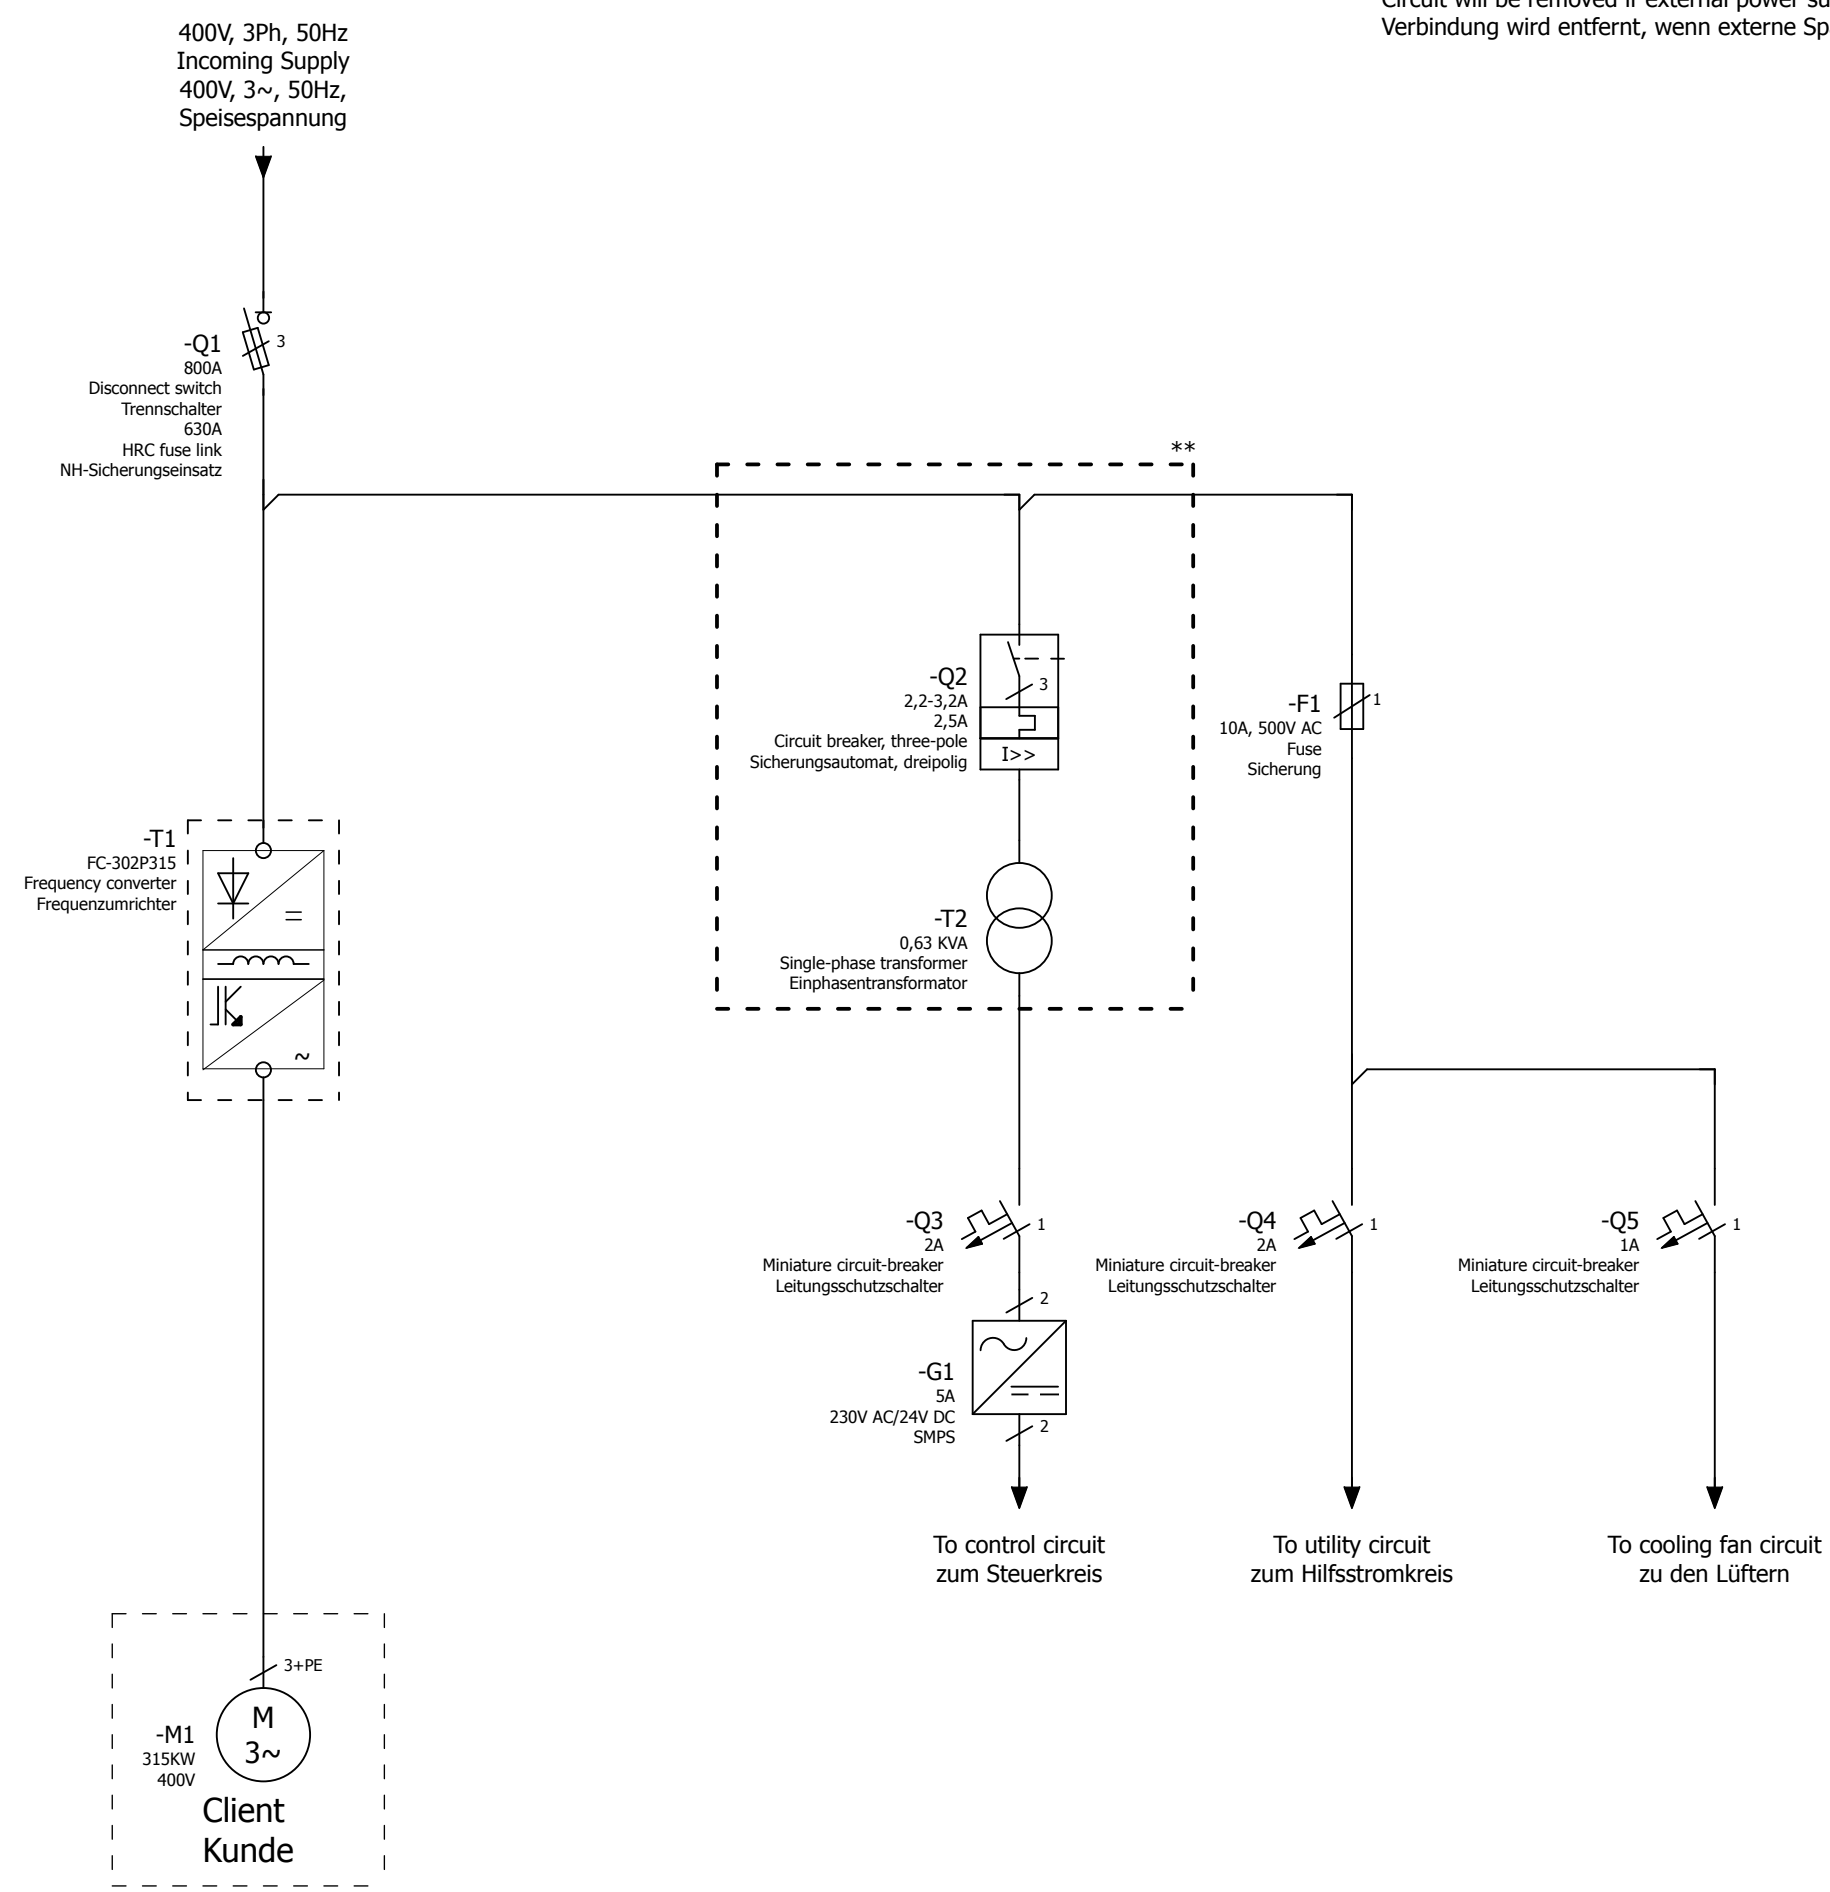 Circuit will be removed if external power su
Verbindung wird entfernt, wenn externe Sp
400V, 3Ph, 50Hz
Incoming Supply
400V, 3~, 50Hz,
Speisespannung
-Q1
3
800A
Disconnect switch
Trennschalter
630A
HRC fuse link
NH-Sicherungseinsatz
**
-Q2
3
2,2-3,2A
2,5A
Circuit breaker, three-pole
Sicherungsautomat, dreipolig
I>>
-F1
1
10A, 500V AC
Fuse
Sicherung
-T1
FC-302P315
Frequency converter
Frequenzumrichter
=
~
-T2
0,63 KVA
Single-phase transformer
Einphasentransformator
-Q3
1
2A
Miniature circuit-breaker
Leitungsschutzschalter
-Q4
1
2A
Miniature circuit-breaker
Leitungsschutzschalter
-Q5
1
1A
Miniature circuit-breaker
Leitungsschutzschalter
2
-G1
5A
230V AC/24V DC
SMPS
2
To control circuit
zum Steuerkreis
To utility circuit
zum Hilfsstromkreis
To cooling fan circuit
zu den Lüftern
3+PE
M
3~
-M1
315KW
400V
Client
Kunde